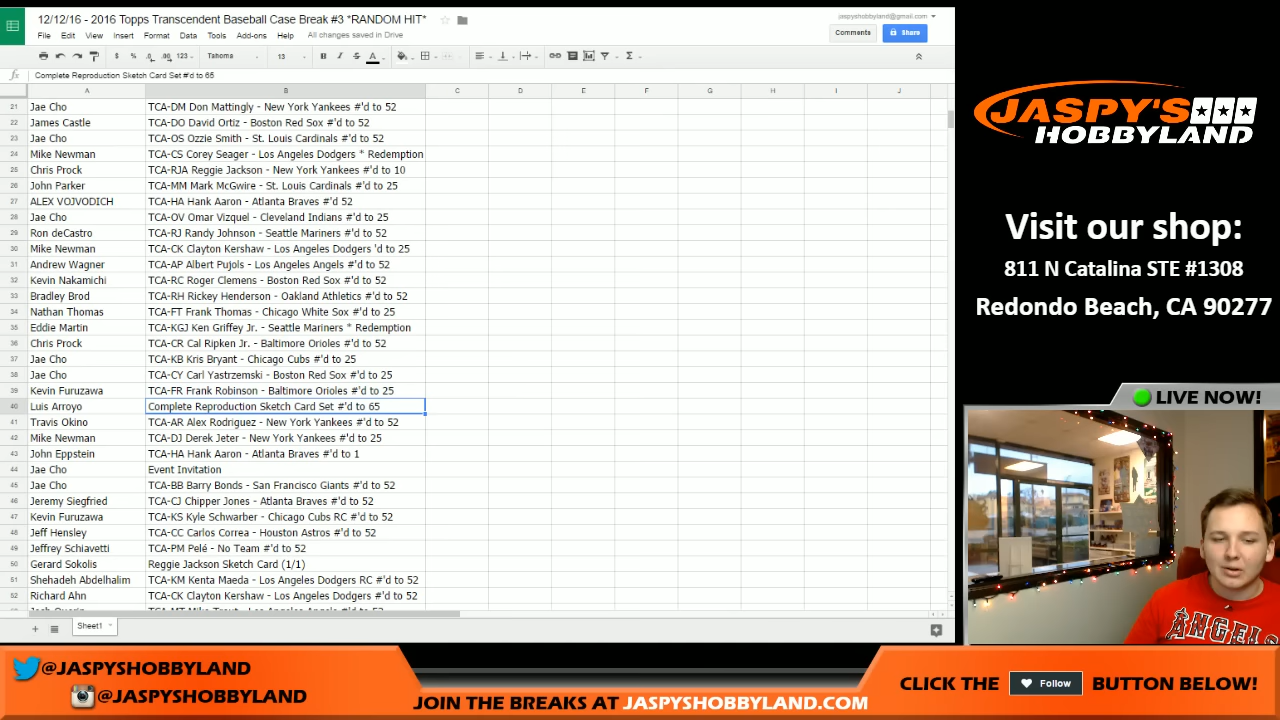 12/12/16 - 2016 Topps Transcendent Baseball Case Break #3 *RANDOM HIT*
jaspyshobbyland@gmail.com
File Edit View Insert Format Data Tools Add-ons Help All changes saved in Drive
Comments Share
$ % .0 .00 123 Tahoma 13 B I S A Σ
fx Complete Reproduction Sketch Card Set #'d to 65
A B C D E F G H I J
21 Jae Cho TCA-DM Don Mattingly - New York Yankees #'d to 52
22 James Castle TCA-DO David Ortiz - Boston Red Sox #'d to 52
23 Jae Cho TCA-OS Ozzie Smith - St. Louis Cardinals #'d to 52
24 Mike Newman TCA-CS Corey Seager - Los Angeles Dodgers * Redemption
25 Chris Prock TCA-RJA Reggie Jackson - New York Yankees #'d to 10
26 John Parker TCA-MM Mark McGwire - St. Louis Cardinals #'d to 25
27 ALEX VOJVODICH TCA-HA Hank Aaron - Atlanta Braves #'d 52
28 Jae Cho TCA-OV Omar Vizquel - Cleveland Indians #'d to 25
29 Ron deCastro TCA-RJ Randy Johnson - Seattle Mariners #'d to 52
30 Mike Newman TCA-CK Clayton Kershaw - Los Angeles Dodgers 'd to 25
31 Andrew Wagner TCA-AP Albert Pujols - Los Angeles Angels #'d to 52
32 Kevin Nakamichi TCA-RC Roger Clemens - Boston Red Sox #'d to 52
33 Bradley Brod TCA-RH Rickey Henderson - Oakland Athletics #'d to 52
34 Nathan Thomas TCA-FT Frank Thomas - Chicago White Sox #'d to 25
35 Eddie Martin TCA-KGJ Ken Griffey Jr. - Seattle Mariners * Redemption
36 Chris Prock TCA-CR Cal Ripken Jr. - Baltimore Orioles #'d to 52
37 Jae Cho TCA-KB Kris Bryant - Chicago Cubs #'d to 25
38 Jae Cho TCA-CY Carl Yastrzemski - Boston Red Sox #'d to 25
39 Kevin Furuzawa TCA-FR Frank Robinson - Baltimore Orioles #'d to 25
40 Luis Arroyo Complete Reproduction Sketch Card Set #'d to 65
41 Travis Okino TCA-AR Alex Rodriguez - New York Yankees #'d to 52
42 Mike Newman TCA-DJ Derek Jeter - New York Yankees #'d to 25
43 John Eppstein TCA-HA Hank Aaron - Atlanta Braves #'d to 1
44 Jae Cho Event Invitation
45 Jae Cho TCA-BB Barry Bonds - San Francisco Giants #'d to 52
46 Jeremy Siegfried TCA-CJ Chipper Jones - Atlanta Braves #'d to 52
47 Kevin Furuzawa TCA-KS Kyle Schwarber - Chicago Cubs RC #'d to 52
48 Jeff Hensley TCA-CC Carlos Correa - Houston Astros #'d to 52
49 Jeffrey Schiavetti TCA-PM Pelé - No Team #'d to 52
50 Gerard Sokolis Reggie Jackson Sketch Card (1/1)
51 Shehadeh Abdelhalim TCA-KM Kenta Maeda - Los Angeles Dodgers RC #'d to 52
52 Richard Ahn TCA-CK Clayton Kershaw - Los Angeles Dodgers #'d to 52
TCA-MT Mike Trout - Los Angeles Angels #'d to 52
Sheet1
JASPY'S
HOBBYLAND
Visit our shop:
811 N Catalina STE #1308
Redondo Beach, CA 90277
LIVE NOW!
ANGELS
@JASPYSHOBBYLAND
@JASPYSHOBBYLAND
JOIN THE BREAKS AT JASPYSHOBBYLAND.COM
CLICK THE Follow BUTTON BELOW!